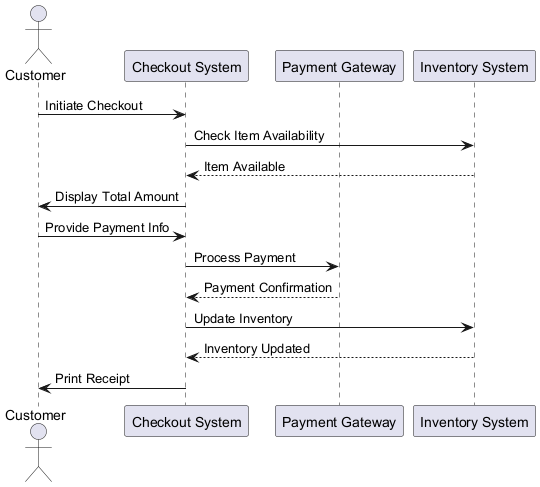 Customer
Checkout System
Payment Gateway
Inventory System
Initiate Checkout
Check Item Availability
Item Available
Display Total Amount
Provide Payment Info
Process Payment
Payment Confirmation
Update Inventory
Inventory Updated
Print Receipt
Customer
Checkout System
Payment Gateway
Inventory System